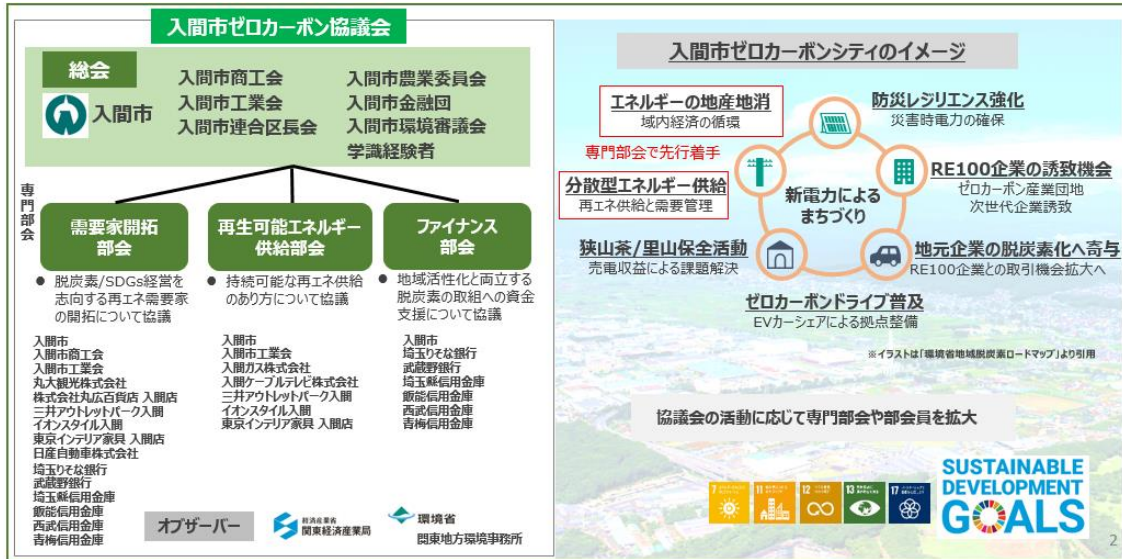 入間市ゼロカーボン協議会
総会
入間市
入間市商工会
入間市工業会
入間市連合区長会
入間市農業委員会
入間市金融団
入間市環境審議会
学識経験者
専門部会
需要家開拓
部会
● 脱炭素/SDGs経営を
志向する再エネ需要家
の開拓について協議
入間市
入間市商工会
入間市工業会
丸大観光株式会社
株式会社丸広百貨店 入間店
三井アウトレットパーク入間
イオンスタイル入間
東京インテリア家具 入間店
日産自動車株式会社
埼玉りそな銀行
武蔵野銀行
埼玉縣信用金庫
飯能信用金庫
西武信用金庫
青梅信用金庫
再生可能エネルギー
供給部会
● 持続可能な再エネ供給
のあり方について協議
入間市
入間市工業会
入間ガス株式会社
入間ケーブルテレビ株式会社
三井アウトレットパーク入間
イオンスタイル入間
東京インテリア家具 入間店
ファイナンス
部会
● 地域活性化と両立する
脱炭素の取組への資金
支援について協議
入間市
埼玉りそな銀行
武蔵野銀行
埼玉縣信用金庫
飯能信用金庫
西武信用金庫
青梅信用金庫
オブザーバー
経済産業省
関東経済産業局
環境省
関東地方環境事務所
入間市ゼロカーボンシティのイメージ
エネルギーの地産地消
域内経済の循環
専門部会で先行着手
分散型エネルギー供給
再エネ供給と需要管理
狭山茶/里山保全活動
売電収益による課題解決
防災レジリエンス強化
災害時電力の確保
RE100企業の誘致機会
ゼロカーボン産業団地
次世代企業誘致
新電力による
まちづくり
地元企業の脱炭素化へ寄与
RE100企業との取引機会拡大へ
ゼロカーボンドライブ普及
EVカーシェアによる拠点整備
※イラストは「環境省地域脱炭素ロードマップ」より引用
協議会の活動に応じて専門部会や部会員を拡大
7
11
12
13
17
SUSTAINABLE
DEVELOPMENT
GOALS
2